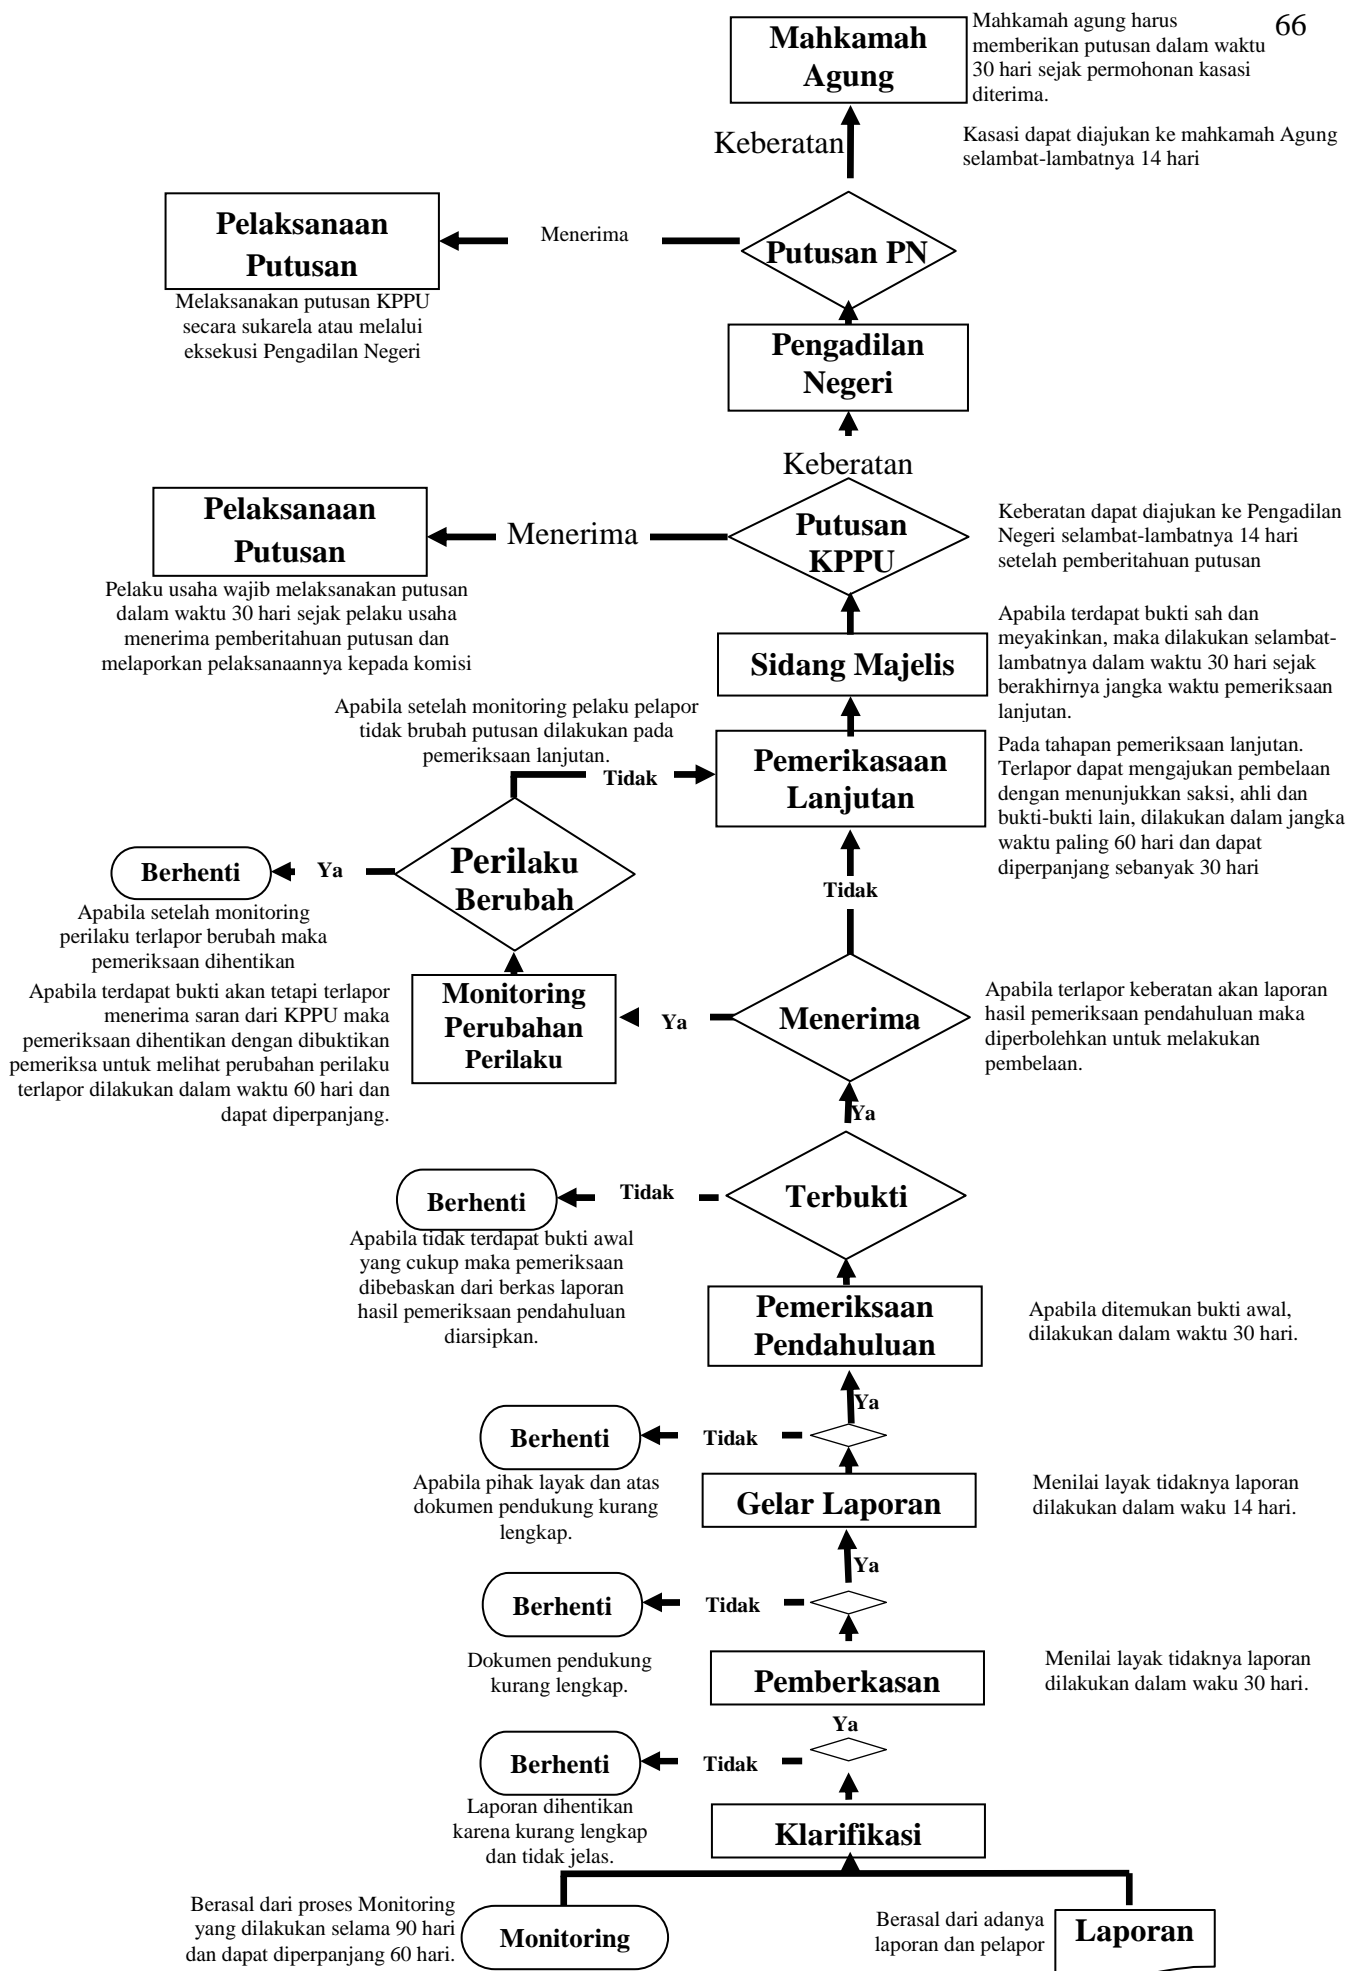 66
Mahkamah
Agung
Mahkamah agung harus
memberikan putusan dalam waktu
30 hari sejak permohonan kasasi
diterima.
Keberatan
Kasasi dapat diajukan ke mahkamah Agung
selambat-lambatnya 14 hari
Pelaksanaan
Putusan
Menerima
Putusan PN
Melaksanakan putusan KPPU
secara sukarela atau melalui
eksekusi Pengadilan Negeri
Pengadilan
Negeri
Keberatan
Pelaksanaan
Putusan
Menerima
Putusan
KPPU
Keberatan dapat diajukan ke Pengadilan
Negeri selambat-lambatnya 14 hari
setelah pemberitahuan putusan
Pelaku usaha wajib melaksanakan putusan
dalam waktu 30 hari sejak pelaku usaha
menerima pemberitahuan putusan dan
melaporkan pelaksanaannya kepada komisi
Sidang Majelis
Apabila terdapat bukti sah dan
meyakinkan, maka dilakukan selambat-
lambatnya dalam waktu 30 hari sejak
berakhirnya jangka waktu pemeriksaan
lanjutan.
Apabila setelah monitoring pelaku pelapor
tidak brubah putusan dilakukan pada
pemeriksaan lanjutan.
Tidak
Pemerikasaan
Lanjutan
Pada tahapan pemeriksaan lanjutan.
Terlapor dapat mengajukan pembelaan
dengan menunjukkan saksi, ahli dan
bukti-bukti lain, dilakukan dalam jangka
waktu paling 60 hari dan dapat
diperpanjang sebanyak 30 hari
Berhenti
Ya
Perilaku
Berubah
Tidak
Apabila setelah monitoring
perilaku terlapor berubah maka
pemeriksaan dihentikan
Apabila terdapat bukti akan tetapi terlapor
menerima saran dari KPPU maka
pemeriksaan dihentikan dengan dibuktikan
pemeriksa untuk melihat perubahan perilaku
terlapor dilakukan dalam waktu 60 hari dan
dapat diperpanjang.
Monitoring
Perubahan
Perilaku
Ya
Menerima
Apabila terlapor keberatan akan laporan
hasil pemeriksaan pendahuluan maka
diperbolehkan untuk melakukan
pembelaan.
Ya
Berhenti
Tidak
Terbukti
Apabila tidak terdapat bukti awal
yang cukup maka pemeriksaan
dibebaskan dari berkas laporan
hasil pemeriksaan pendahuluan
diarsipkan.
Pemeriksaan
Pendahuluan
Apabila ditemukan bukti awal,
dilakukan dalam waktu 30 hari.
Ya
Berhenti
Tidak
Apabila pihak layak dan atas
dokumen pendukung kurang
lengkap.
Gelar Laporan
Menilai layak tidaknya laporan
dilakukan dalam waku 14 hari.
Ya
Berhenti
Tidak
Dokumen pendukung
kurang lengkap.
Pemberkasan
Menilai layak tidaknya laporan
dilakukan dalam waku 30 hari.
Ya
Berhenti
Tidak
Laporan dihentikan
karena kurang lengkap
dan tidak jelas.
Klarifikasi
Berasal dari proses Monitoring
yang dilakukan selama 90 hari
dan dapat diperpanjang 60 hari.
Monitoring
Berasal dari adanya
laporan dan pelapor
Laporan